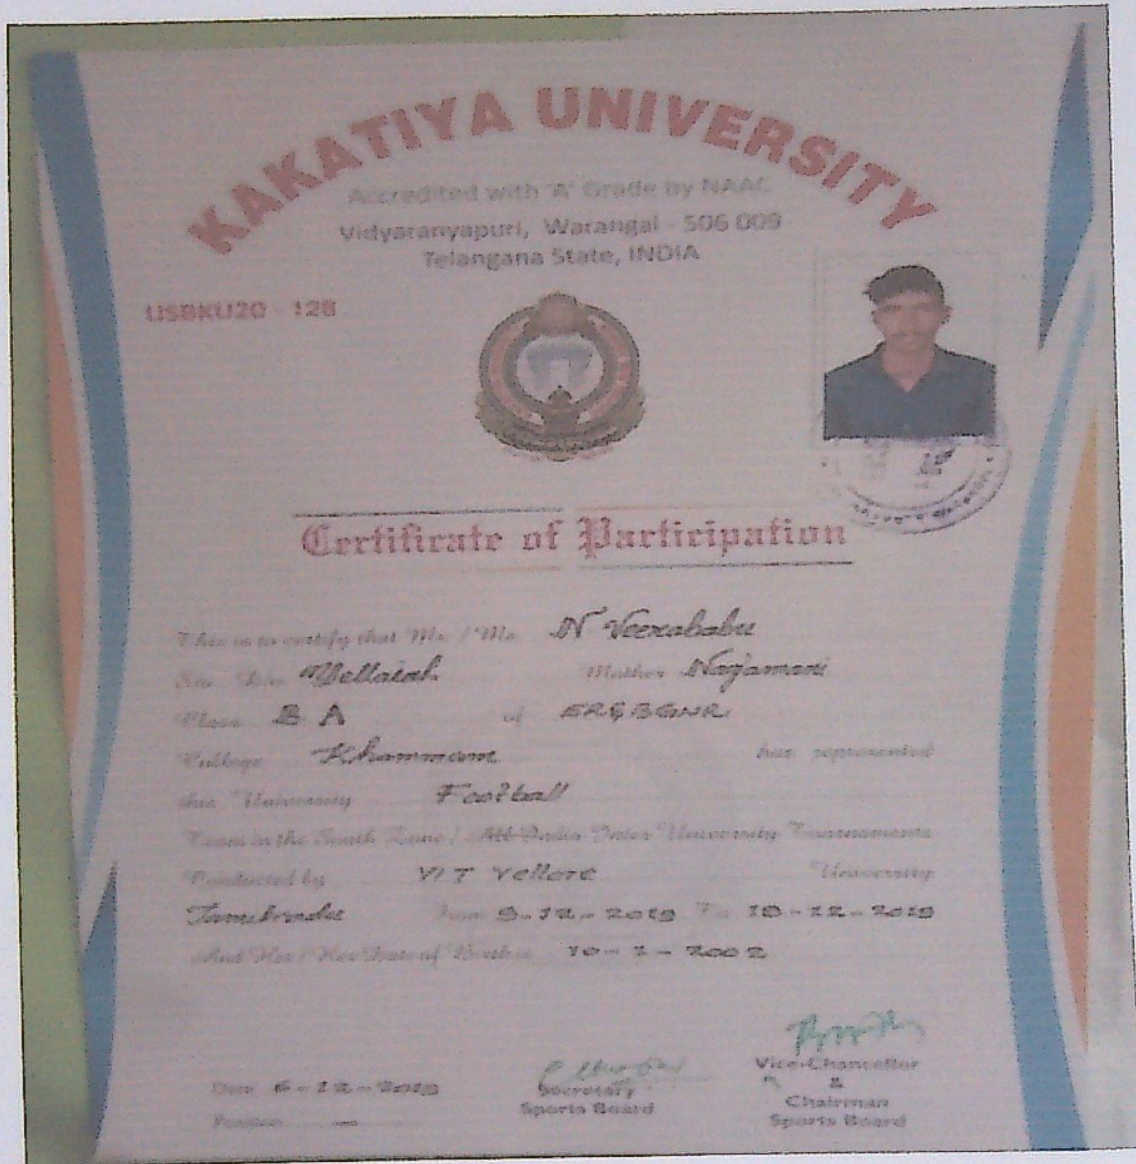 KAKATIYA UNIVERSITY
Accredited with 'A' Grade by NAAC
Vidyaranyapuri, Warangal - 506 009
Telangana State, INDIA
USBKU20 - 128
Certificate of Participation
This is to certify that Mr. / Ms. N Veerababu
S/o. D/o Yellaiah Mother Nagamani
Class B A of
College Khammam has represented
this University Football
Team in the South Zone / All India Inter University Tournaments
Conducted by VIT Vellore University
From 9-12-2019 To 18-12-2019
And His / Her Date of Birth is 10-1-2002
Date 6-12-2019
Position —
Secretary
Sports Board
Vice-Chancellor
&
Chairman
Sports Board